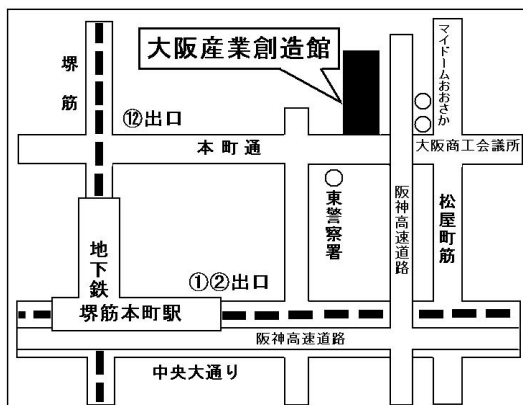 大阪産業創造館
堺筋
マイドームおおさか
⑫出口
本町通
大阪商工会議所
東警察署
阪神高速道路
松屋町筋
地下鉄
①②出口
堺筋本町駅
阪神高速道路
中央大通り